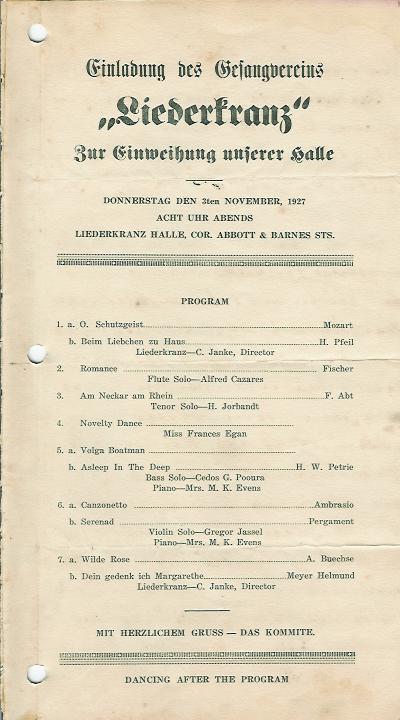 Einladung des Gesangvereins
„Liederkranz“
Zur Einweihung unserer Halle
DONNERSTAG DEN 3ten NOVEMBER, 1927
ACHT UHR ABENDS
LIEDERKRANZ HALLE, COR. ABBOTT & BARNES STS.
PROGRAM
1. a. O. Schutzgeist Mozart
b. Beim Liebchen zu Haus H. Pfeil
Liederkranz—C. Janke, Director
2. Romance Fischer
Flute Solo—Alfred Cazares
3. Am Neckar am Rhein F. Abt
Tenor Solo—H. Jorbandt
4. Novelty Dance
Miss Frances Egan
5. a. Volga Boatman
b. Asleep In The Deep H. W. Petrie
Bass Solo—Cedos G. Pooura
Piano—Mrs. M. K. Evens
6. a. Canzonetto Ambrasio
b. Serenad Pergament
Violin Solo—Gregor Jassel
Piano—Mrs. M. K. Evens
7. a. Wilde Rose A. Buechse
b. Dein gedenk ich Margarethe Meyer Helmund
Liederkranz—C. Janke, Director
MIT HERZLICHEM GRUSS — DAS KOMMITE.
DANCING AFTER THE PROGRAM